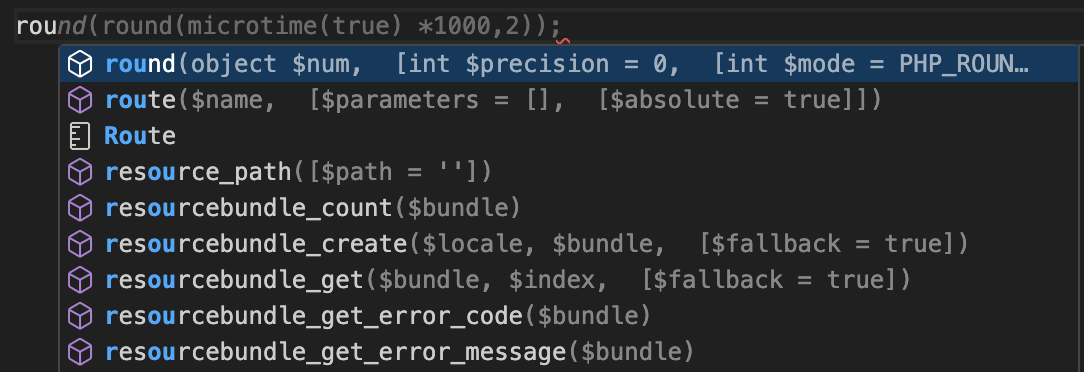 round(round(microtime(true) *1000,2));
round(object $num,  [int $precision = 0,  [int $mode = PHP_ROUN…
route($name,  [$parameters = [],  [$absolute = true]])
Route
resource_path([$path = ''])
resourcebundle_count($bundle)
resourcebundle_create($locale, $bundle,  [$fallback = true])
resourcebundle_get($bundle, $index,  [$fallback = true])
resourcebundle_get_error_code($bundle)
resourcebundle_get_error_message($bundle)